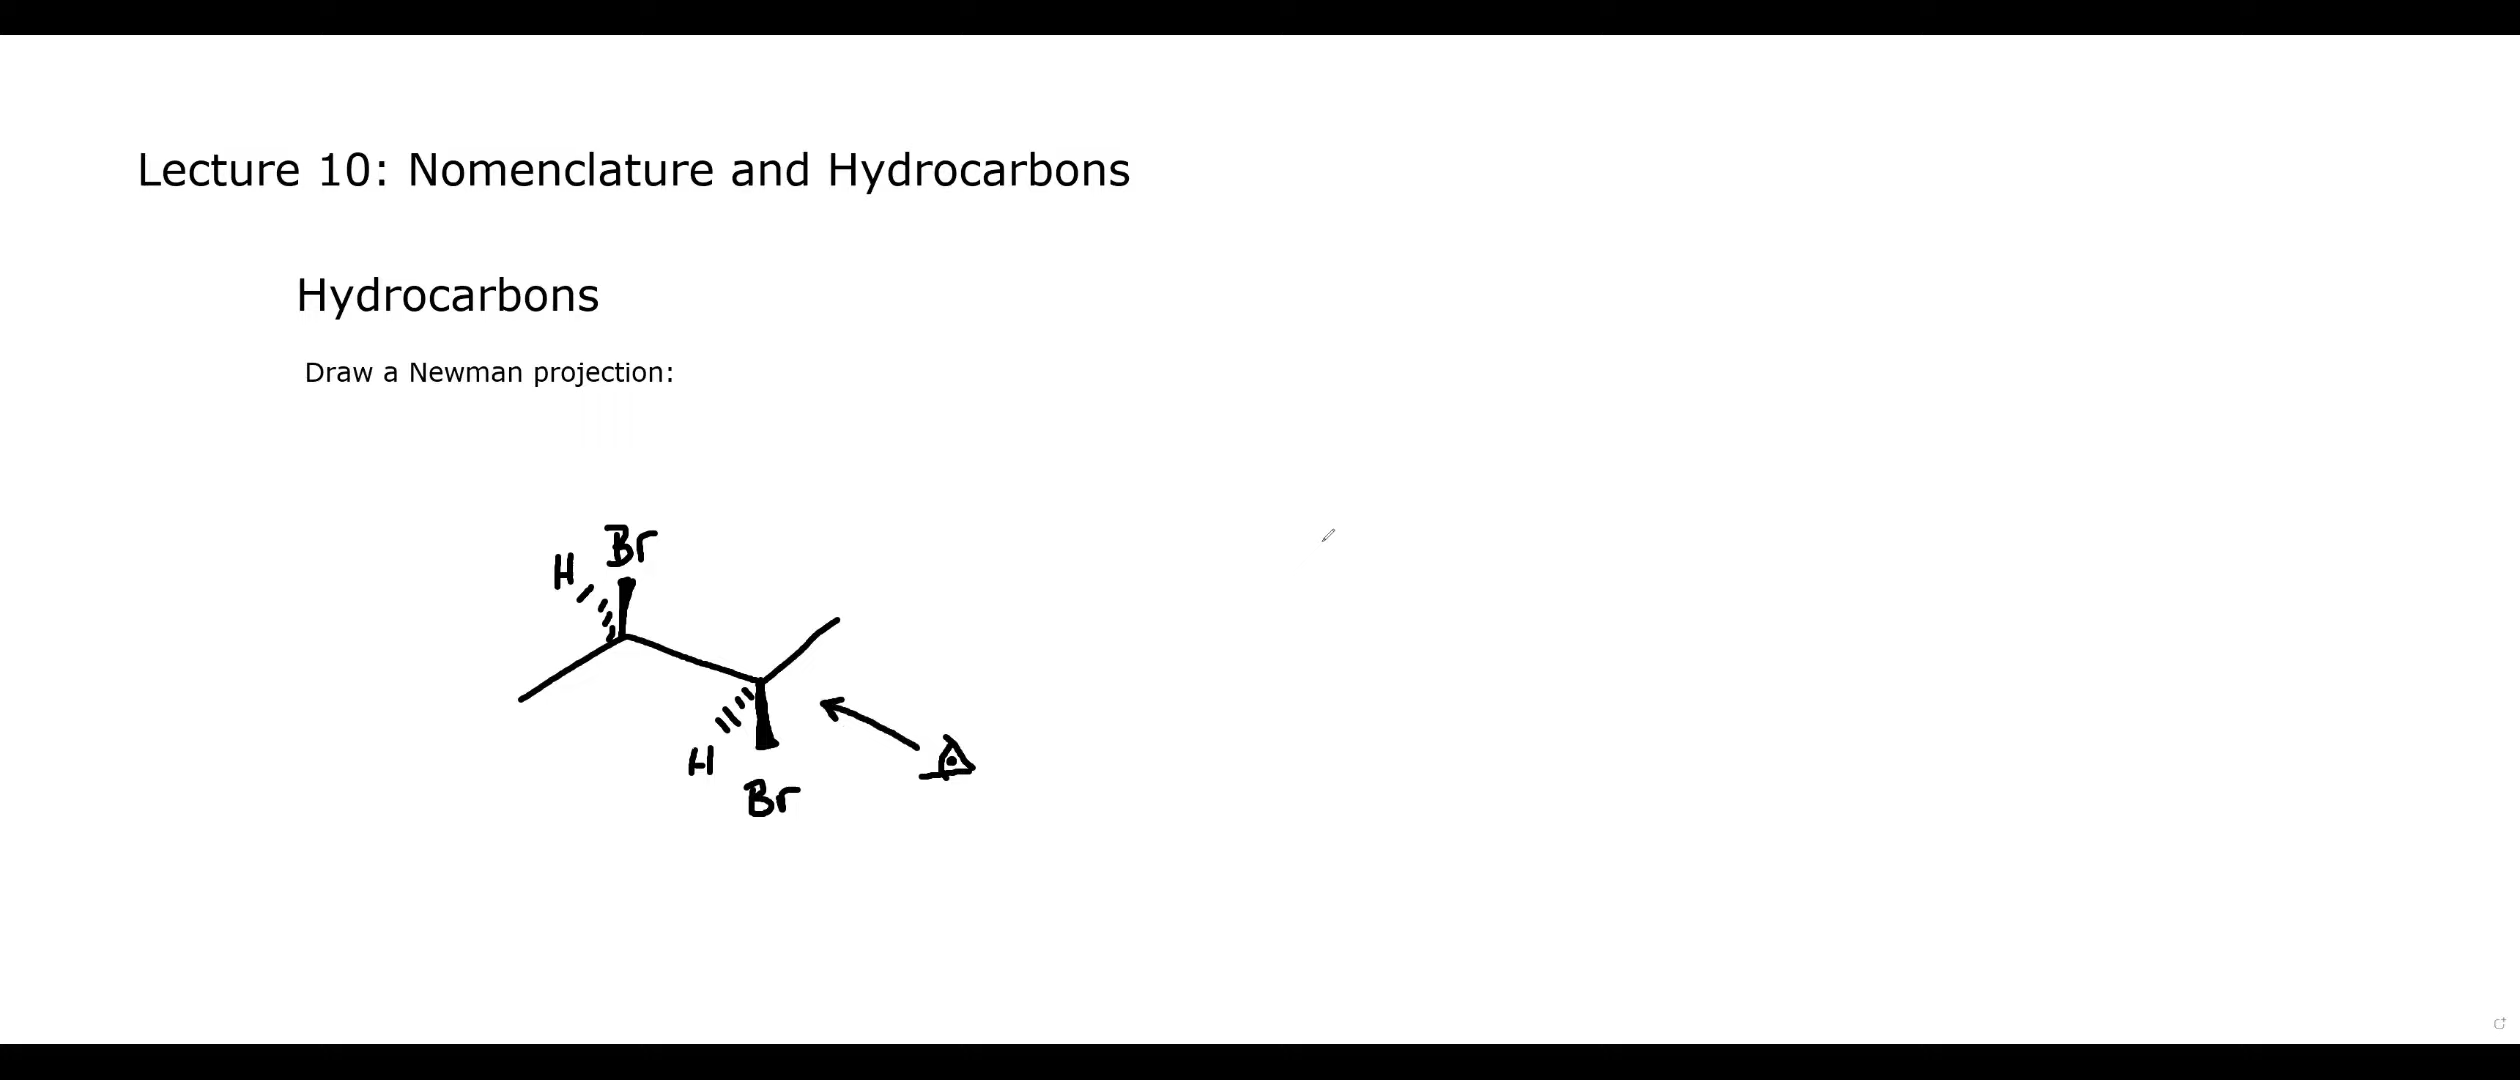 Lecture 10: Nomenclature and Hydrocarbons
Hydrocarbons
Draw a Newman projection:
Br
H
H
Br